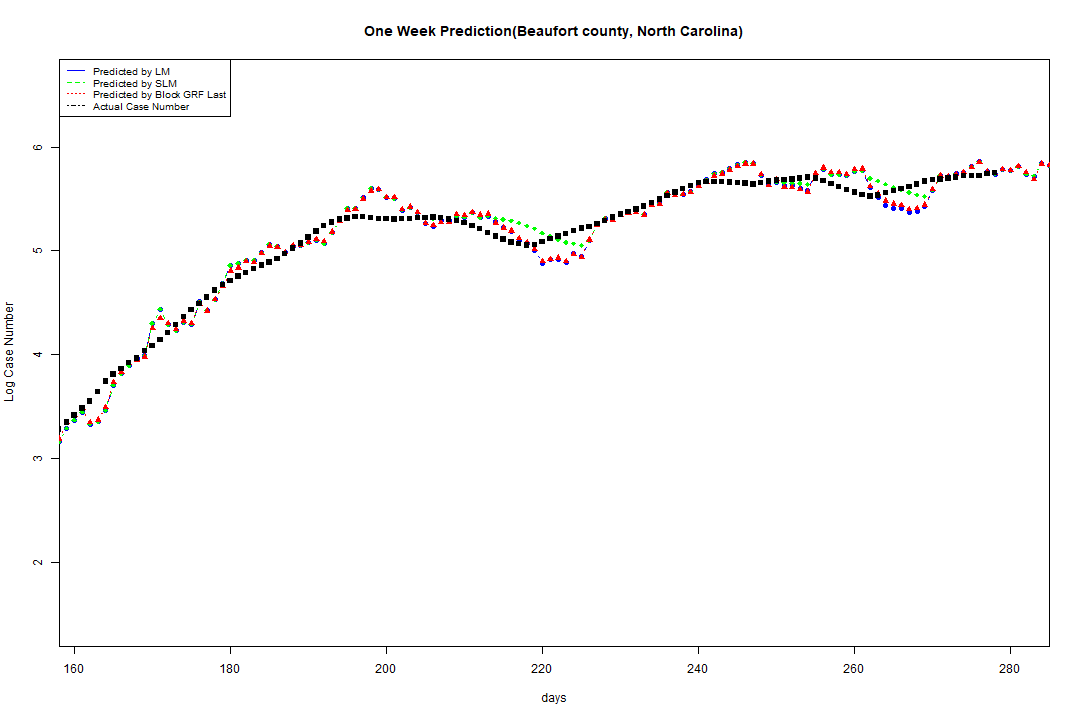 One Week Prediction(Beaufort county, North Carolina)
Predicted by LM
Predicted by SLM
Predicted by Block GRF Last
Actual Case Number
6
5
4
3
2
Log Case Number
160 180 200 220 240 260 280
days